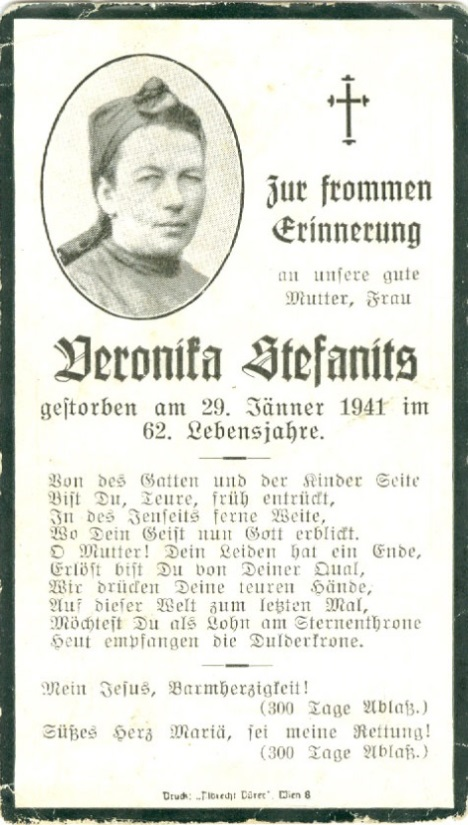 Zur frommen
Erinnerung
an unsere gute
Mutter, Frau
Veronika Stefanits
gestorben am 29. Jänner 1941 im
62. Lebensjahre.
Von des Gatten und der Kinder Seite
Bist Du, Teure, früh entrückt,
In des Jenseits ferne Weite,
Wo Dein Geist nun Gott erblickt.
O Mutter! Dein Leiden hat ein Ende,
Erlöst bist Du von Deiner Qual,
Wir drücken Deine teuren Hände,
Auf dieser Welt zum letzten Mal,
Möchtest Du als Lohn am Sternenthrone
Heut empfangen die Dulderkrone.
Mein Jesus, Barmherzigkeit!
(300 Tage Ablaß.)
Süßes Herz Mariä, sei meine Rettung!
(300 Tage Ablaß.)
Druck: „Albrecht Dürer", Wien 8